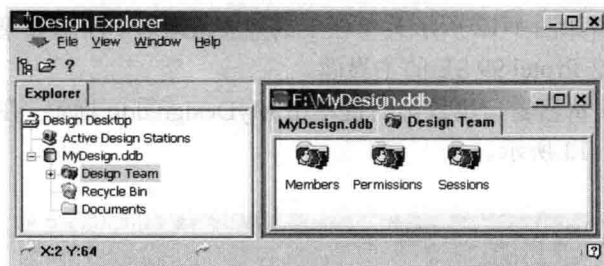 Design Explorer
File View Window Help
?
Explorer
Design Desktop
Active Design Stations
MyDesign.ddb
Design Team
Recycle Bin
Documents
F:\MyDesign.ddb
MyDesign.ddb Design Team
Members Permissions Sessions
X:2 Y:64